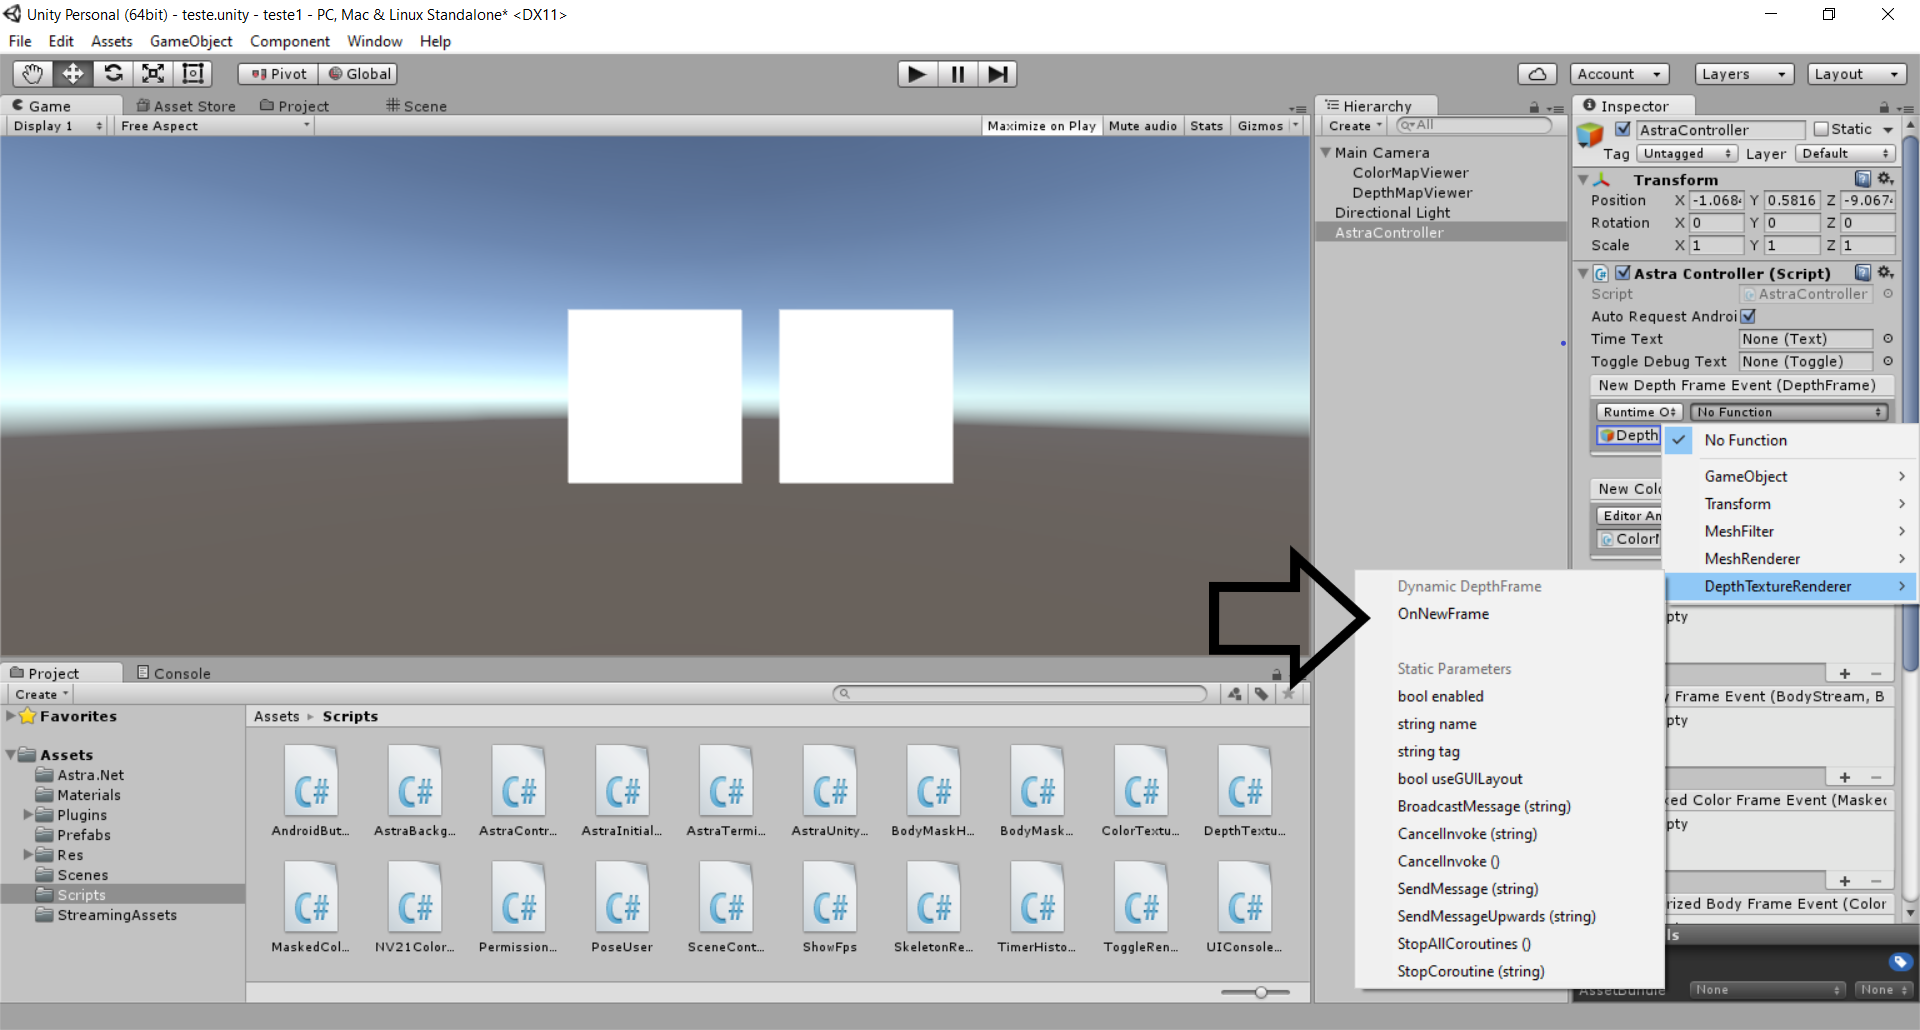 Unity Personal (64bit) - teste.unity - teste1 - PC, Mac & Linux Standalone* <DX11>
File Edit Assets GameObject Component Window Help
Pivot Global Account Layers Layout
Game Asset Store Project Scene
Display 1 Free Aspect Maximize on Play Mute audio Stats Gizmos
Hierarchy
Create All
Main Camera
ColorMapViewer
DepthMapViewer
Directional Light
AstraController
Inspector
AstraController Static
Tag Untagged Layer Default
Transform
Position X -1.068 Y 0.5816 Z -9.067
Rotation X 0 Y 0 Z 0
Scale X 1 Y 1 Z 1
Astra Controller (Script)
Script AstraController
Auto Request Androi
Time Text None (Text)
Toggle Debug Text None (Toggle)
New Depth Frame Event (DepthFrame)
Runtime O No Function
Depth
New Colo
Editor An
Color
No Function
GameObject
Transform
MeshFilter
MeshRenderer
DepthTextureRenderer
Dynamic DepthFrame
OnNewFrame
Static Parameters
bool enabled
string name
string tag
bool useGUILayout
BroadcastMessage (string)
CancelInvoke (string)
CancelInvoke ()
SendMessage (string)
SendMessageUpwards (string)
StopAllCoroutines ()
StopCoroutine (string)
pty
+ −
y Frame Event (BodyStream, B
pty
+ −
ked Color Frame Event (Masked
pty
+ −
rized Body Frame Event (Color
ls
AssetBundle None None
Project Console
Create
Favorites
Assets
Astra.Net
Materials
Plugins
Prefabs
Res
Scenes
Scripts
StreamingAssets
Assets Scripts
AndroidBut... AstraBackg... AstraContr... AstraInitial... AstraTermi... AstraUnity... BodyMaskH... BodyMask... ColorTextu... DepthTextu...
MaskedCol... NV21Color... Permission... PoseUser SceneCont... ShowFps SkeletonRe... TimerHisto... ToggleRen... UIConsole...